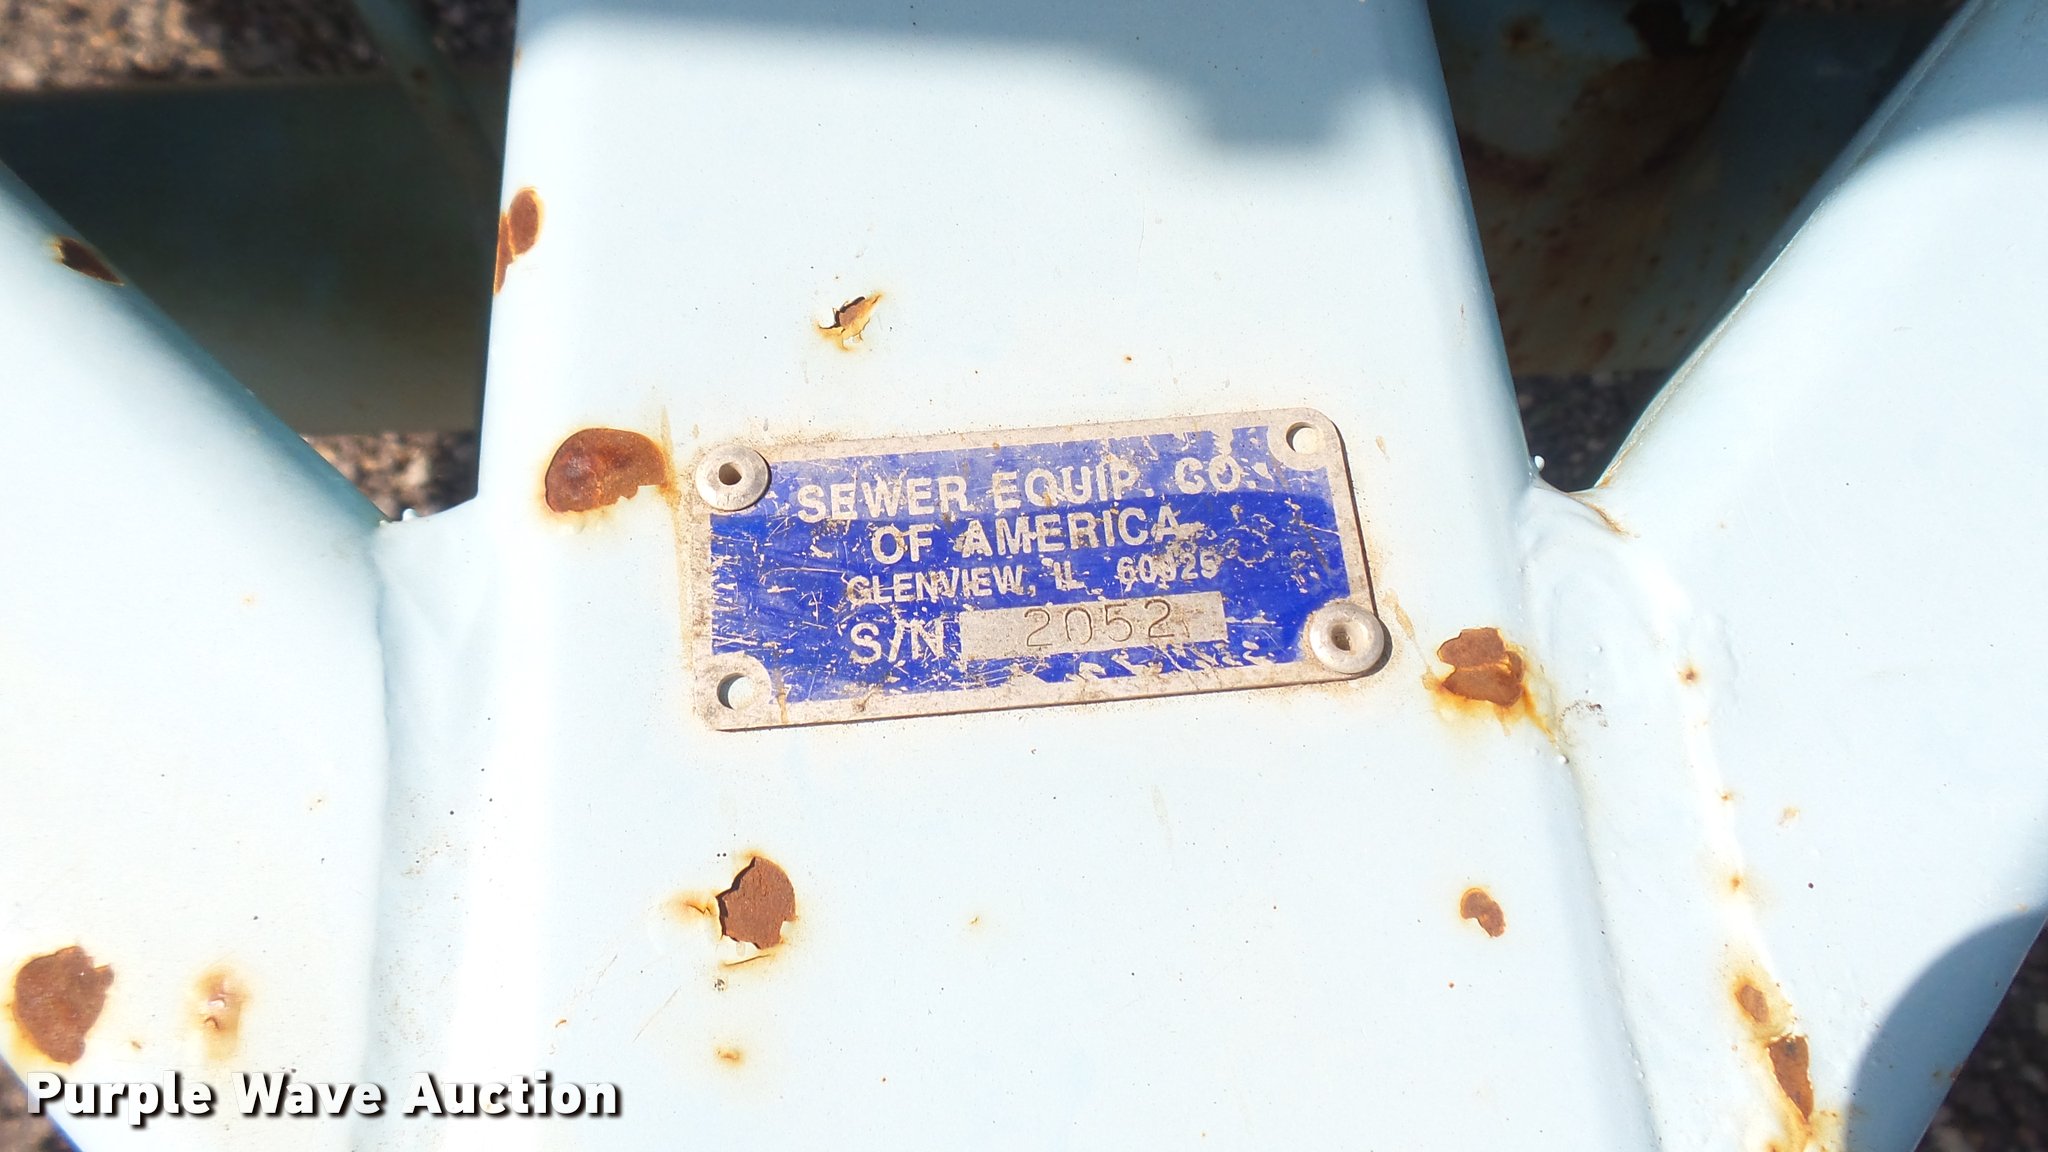 SEWER EQUIP. CO.
OF AMERICA
GLENVIEW, IL 60025
S/N 2052
Purple Wave Auction